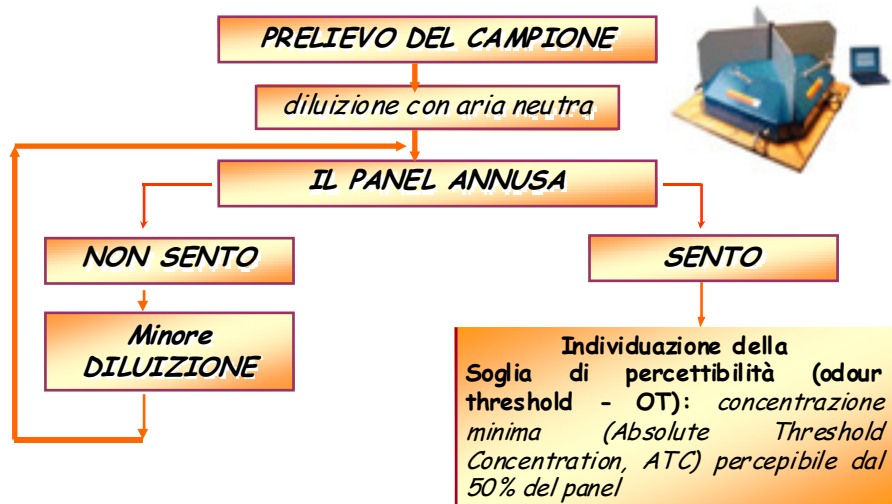 PRELIEVO DEL CAMPIONE
diluizione con aria neutra
IL PANEL ANNUSA
NON SENTO
SENTO
Minore
DILUIZIONE
Individuazione della
Soglia di percettibilità (odour
threshold - OT): concentrazione
minima (Absolute Threshold
Concentration, ATC) percepibile dal
50% del panel